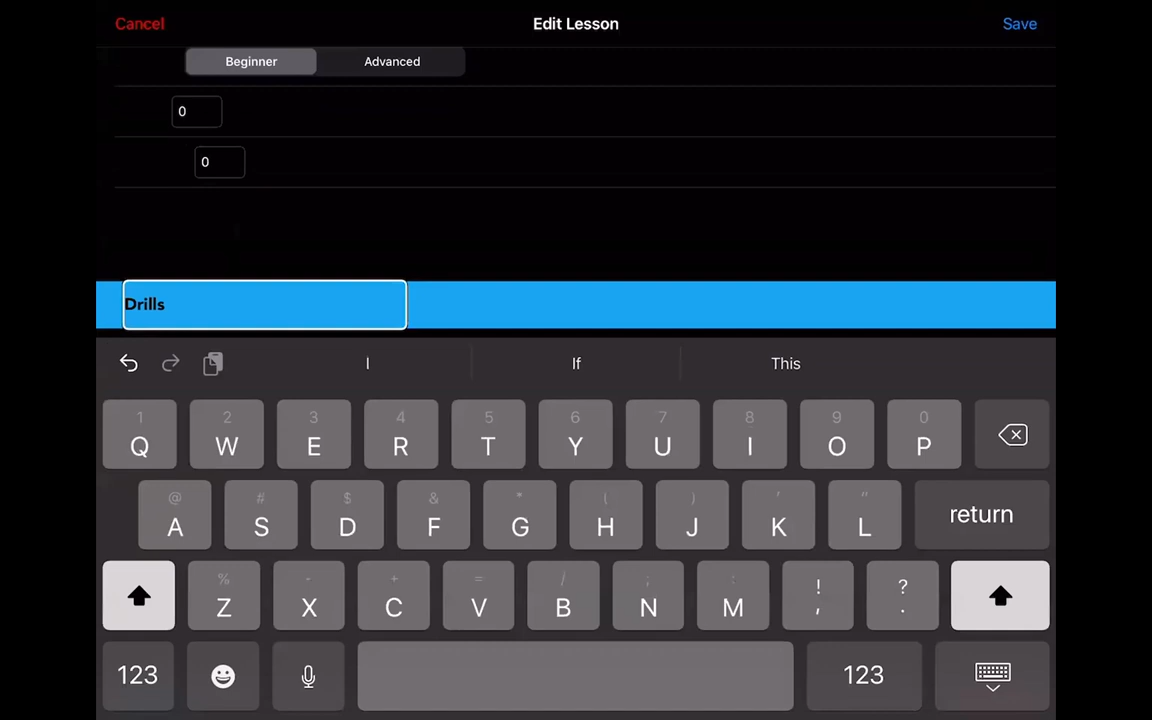 Cancel Edit Lesson Save
Beginner Advanced
0
0
Drills
I If This
1 2 3 4 5 6 7 8 9 0
Q W E R T Y U I O P
@ # $ & * ( ) ' "
A S D F G H J K L return
% - + = / ; : ! ?
Z X C V B N M , .
123 123